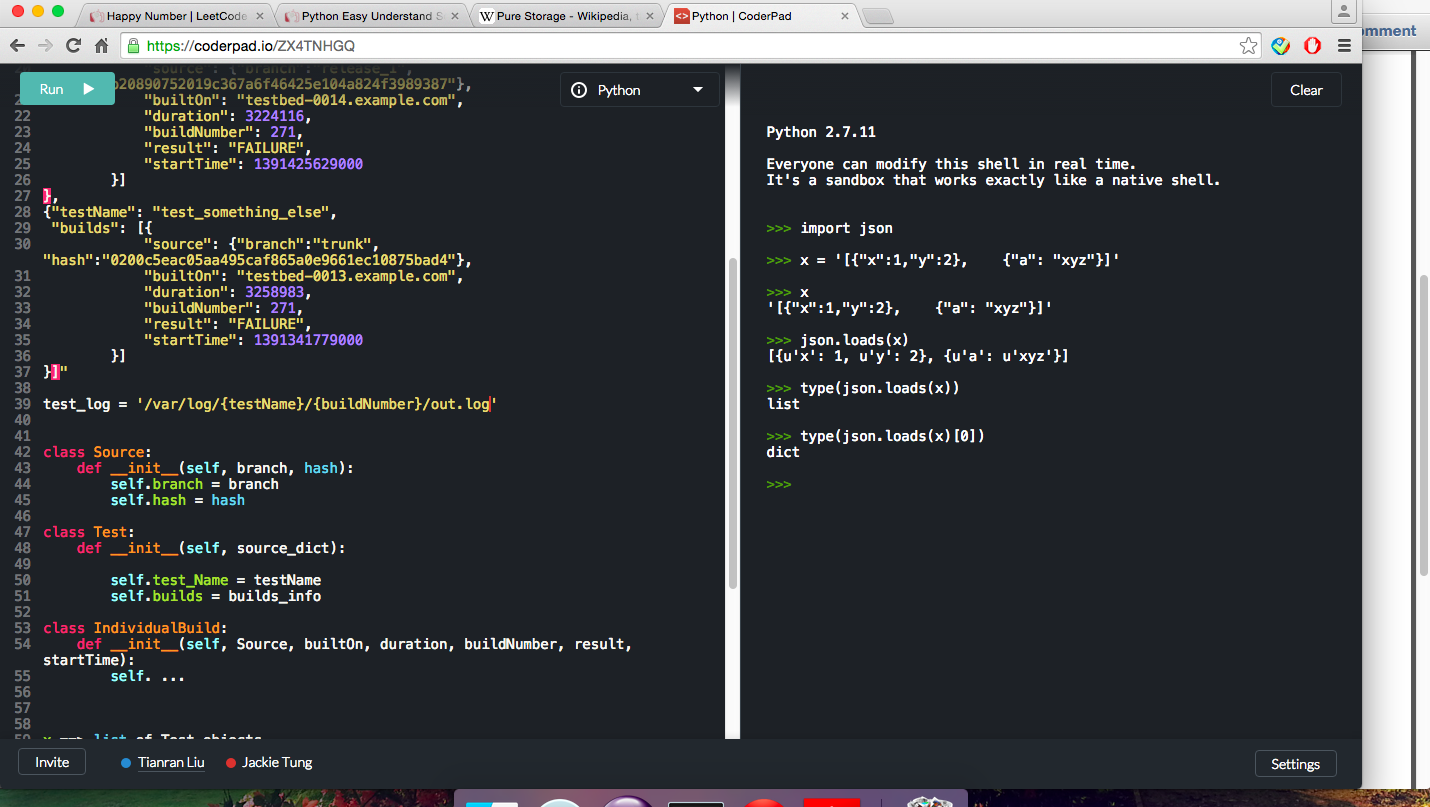 Happy Number | LeetCode
Python Easy Understand S
Pure Storage - Wikipedia, t
Python | CoderPad
https://coderpad.io/ZX4TNHGQ
omment
Run
Python
Clear
"source": {"branch":"release_1",
b20890752019c367a6f46425e104a824f3989387"},
"builtOn": "testbed-0014.example.com",
22 "duration": 3224116,
23 "buildNumber": 271,
24 "result": "FAILURE",
25 "startTime": 1391425629000
26 }]
27 },
28 {"testName": "test_something_else",
29 "builds": [{
30 "source": {"branch":"trunk",
"hash":"0200c5eac05aa495caf865a0e9661ec10875bad4"},
31 "builtOn": "testbed-0013.example.com",
32 "duration": 3258983,
33 "buildNumber": 271,
34 "result": "FAILURE",
35 "startTime": 1391341779000
36 }]
37 }]"
38
39 test_log = '/var/log/{testName}/{buildNumber}/out.log'
40
41
42 class Source:
43 def __init__(self, branch, hash):
44 self.branch = branch
45 self.hash = hash
46
47 class Test:
48 def __init__(self, source_dict):
49
50 self.test_Name = testName
51 self.builds = builds_info
52
53 class IndividualBuild:
54 def __init__(self, Source, builtOn, duration, buildNumber, result,
startTime):
55 self. ...
56
57
58
59 x ==> list of Test objects
Python 2.7.11
Everyone can modify this shell in real time.
It's a sandbox that works exactly like a native shell.
>>> import json
>>> x = '[{"x":1,"y":2},    {"a": "xyz"}]'
>>> x
'[{"x":1,"y":2},    {"a": "xyz"}]'
>>> json.loads(x)
[{u'x': 1, u'y': 2}, {u'a': u'xyz'}]
>>> type(json.loads(x))
list
>>> type(json.loads(x)[0])
dict
>>>
Invite
Tianran Liu
Jackie Tung
Settings